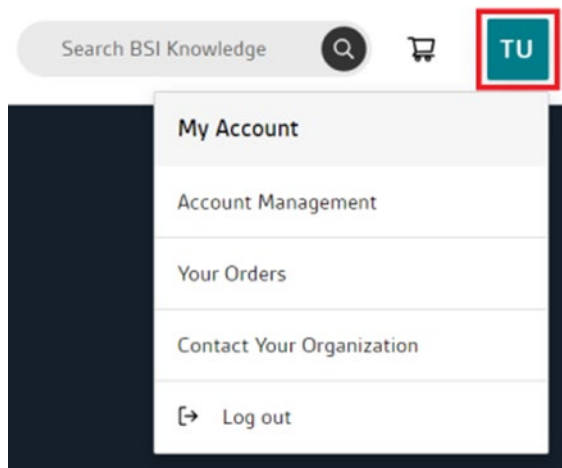 Search BSI Knowledge
TU
My Account
Account Management
Your Orders
Contact Your Organization
Log out